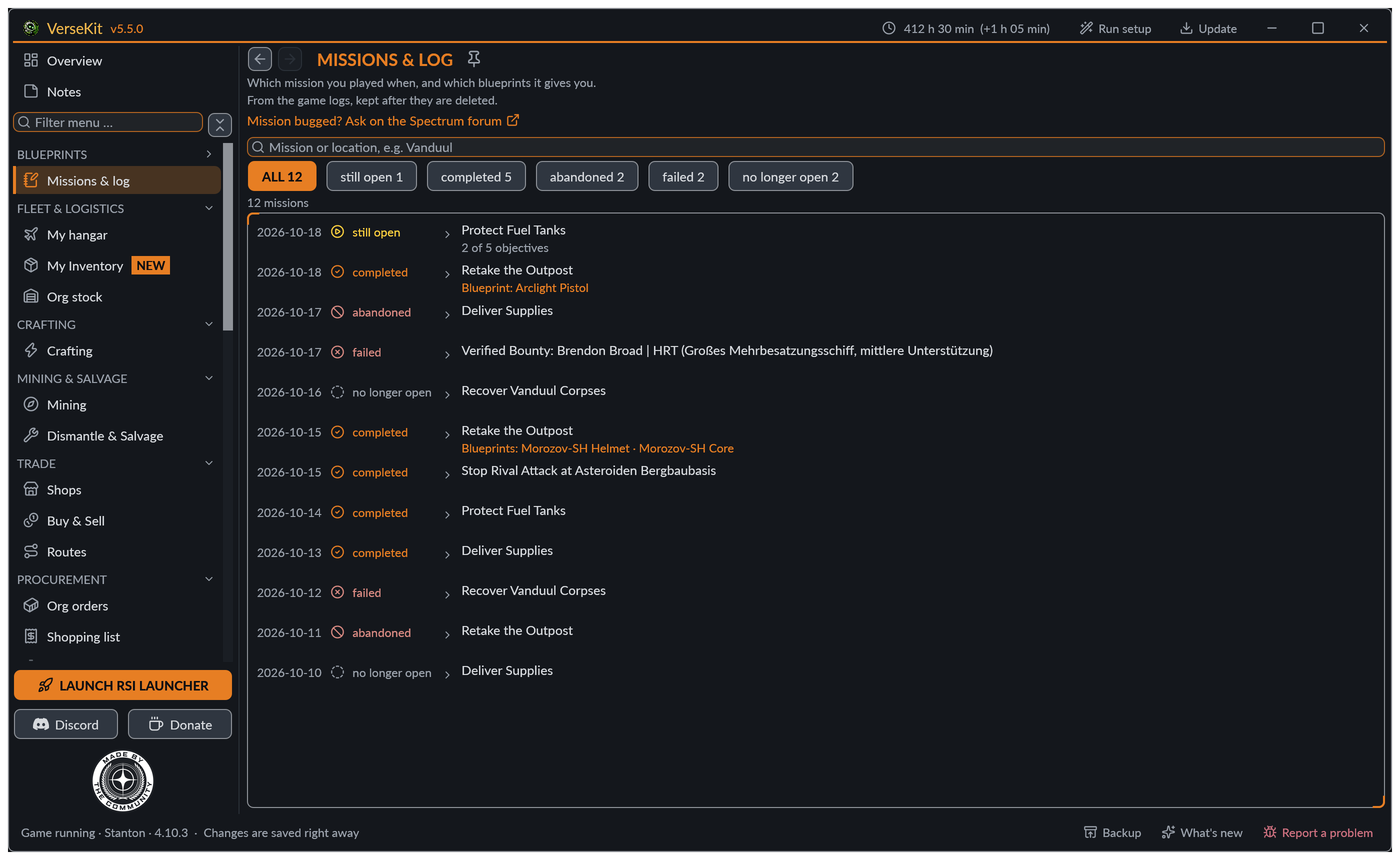 VerseKit v5.5.0
412 h 30 min (+1 h 05 min)
Run setup
Update
Overview
Notes
Filter menu ...
BLUEPRINTS
Missions & log
FLEET & LOGISTICS
My hangar
My Inventory NEW
Org stock
CRAFTING
Crafting
MINING & SALVAGE
Mining
Dismantle & Salvage
TRADE
Shops
Buy & Sell
Routes
PROCUREMENT
Org orders
Shopping list
LAUNCH RSI LAUNCHER
Discord
Donate
MADE BY THE COMMUNITY
MISSIONS & LOG
Which mission you played when, and which blueprints it gives you.
From the game logs, kept after they are deleted.
Mission bugged? Ask on the Spectrum forum
Mission or location, e.g. Vanduul
ALL 12
still open 1
completed 5
abandoned 2
failed 2
no longer open 2
12 missions
2026-10-18 still open Protect Fuel Tanks
2 of 5 objectives
2026-10-18 completed Retake the Outpost
Blueprint: Arclight Pistol
2026-10-17 abandoned Deliver Supplies
2026-10-17 failed Verified Bounty: Brendon Broad | HRT (Großes Mehrbesatzungsschiff, mittlere Unterstützung)
2026-10-16 no longer open Recover Vanduul Corpses
2026-10-15 completed Retake the Outpost
Blueprints: Morozov-SH Helmet · Morozov-SH Core
2026-10-15 completed Stop Rival Attack at Asteroiden Bergbaubasis
2026-10-14 completed Protect Fuel Tanks
2026-10-13 completed Deliver Supplies
2026-10-12 failed Recover Vanduul Corpses
2026-10-11 abandoned Retake the Outpost
2026-10-10 no longer open Deliver Supplies
Game running · Stanton · 4.10.3 · Changes are saved right away
Backup
What's new
Report a problem